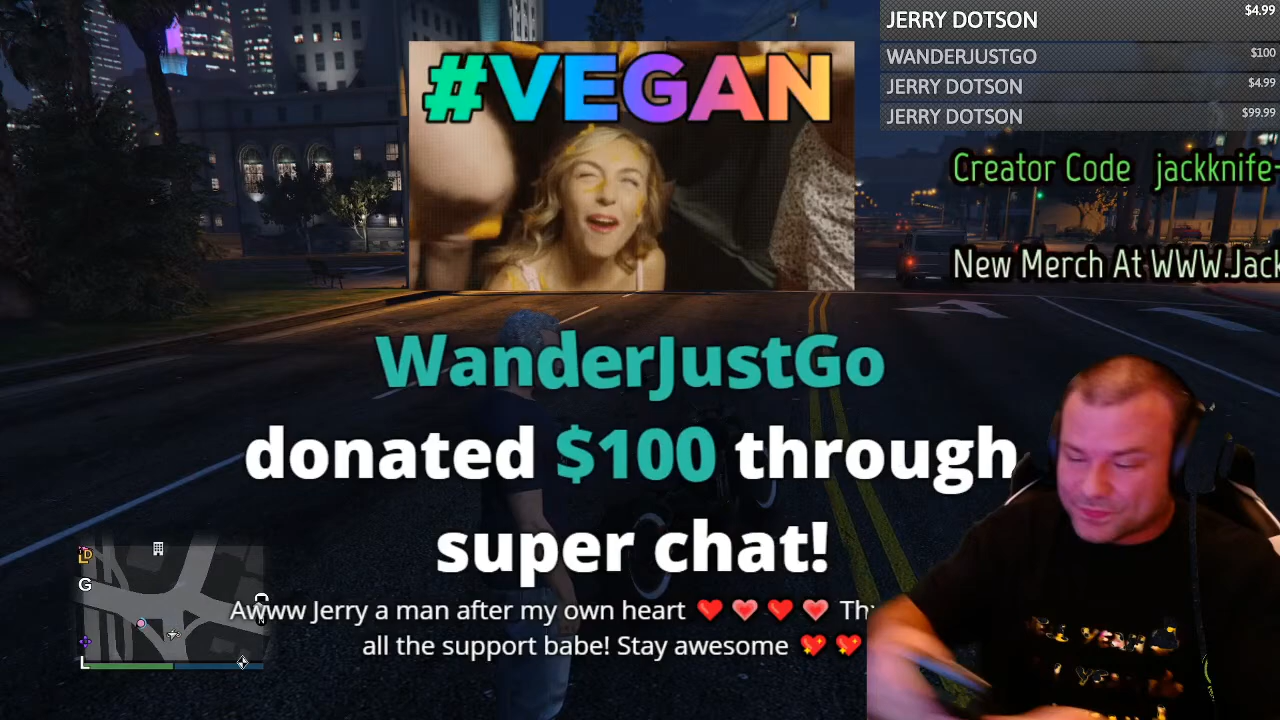 JERRY DOTSON $4.99
WANDERJUSTGO $100
JERRY DOTSON $4.99
JERRY DOTSON $99.99
#VEGAN
Creator Code jackknife-
New Merch At WWW.Jack
WanderJustGo
donated $100 through
super chat!
Awww Jerry a man after my own heart ❤️ 💗 ❤️ 💗
all the support babe! Stay awesome 💖 💖
L
G
L